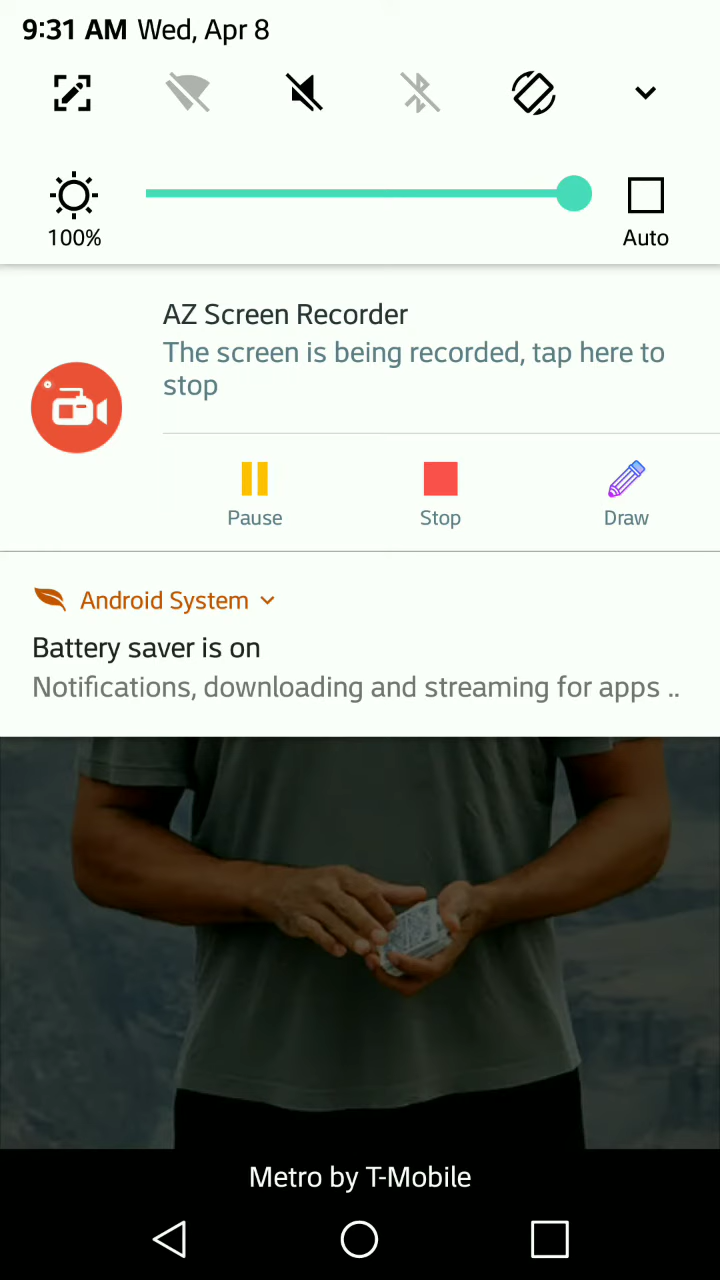 9:31 AM Wed, Apr 8
100%
Auto
AZ Screen Recorder
The screen is being recorded, tap here to
stop
Pause
Stop
Draw
Android System
Battery saver is on
Notifications, downloading and streaming for apps ..
Metro by T-Mobile